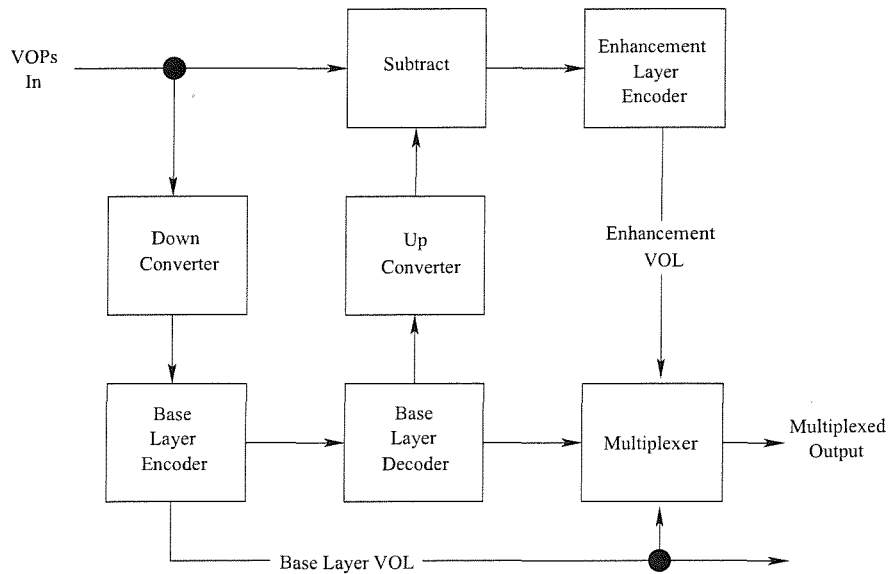 VOPs
In
Subtract
Enhancement
Layer
Encoder
Down
Converter
Up
Converter
Enhancement
VOL
Base
Layer
Encoder
Base
Layer
Decoder
Multiplexer
Multiplexed
Output
Base Layer VOL